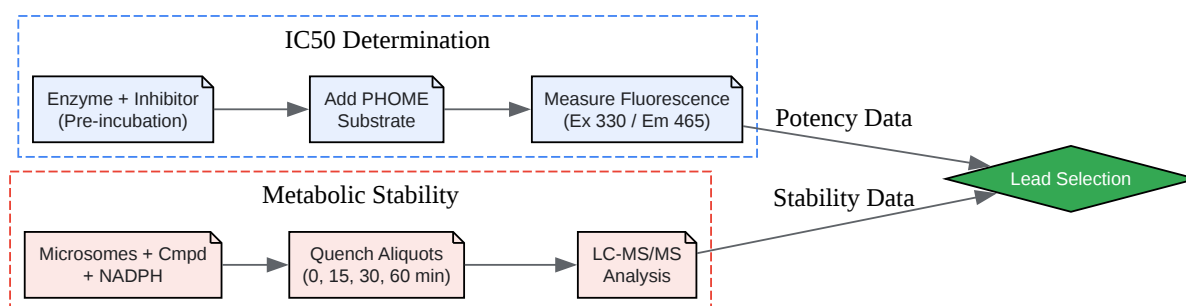 IC50 Determination
Enzyme + Inhibitor
(Pre-incubation)
Add PHOME
Substrate
Measure Fluorescence
(Ex 330 / Em 465)
Potency Data
Lead Selection
Stability Data
Metabolic Stability
Microsomes + Cmpd
+ NADPH
Quench Aliquots
(0, 15, 30, 60 min)
LC-MS/MS
Analysis